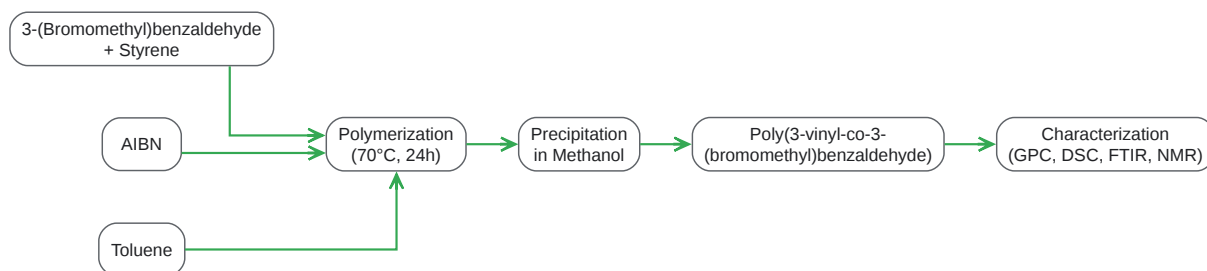 3-(Bromomethyl)benzaldehyde
+ Styrene
AIBN
Toluene
Polymerization
(70°C, 24h)
Precipitation
in Methanol
Poly(3-vinyl-co-3-
(bromomethyl)benzaldehyde)
Characterization
(GPC, DSC, FTIR, NMR)